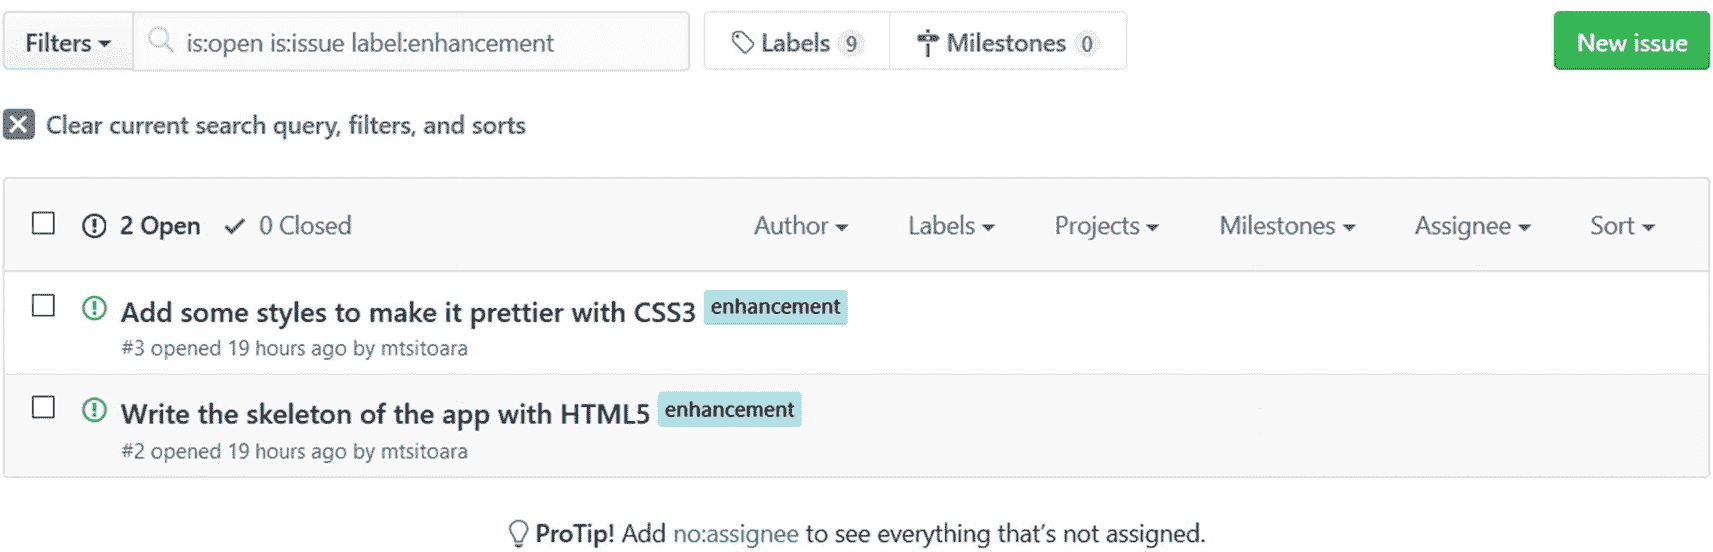 Filters is:open is:issue label:enhancement Labels 9 Milestones 0 New issue
Clear current search query, filters, and sorts
2 Open 0 Closed Author Labels Projects Milestones Assignee Sort
Add some styles to make it prettier with CSS3 enhancement
#3 opened 19 hours ago by mtsitoara
Write the skeleton of the app with HTML5 enhancement
#2 opened 19 hours ago by mtsitoara
ProTip! Add no:assignee to see everything that’s not assigned.